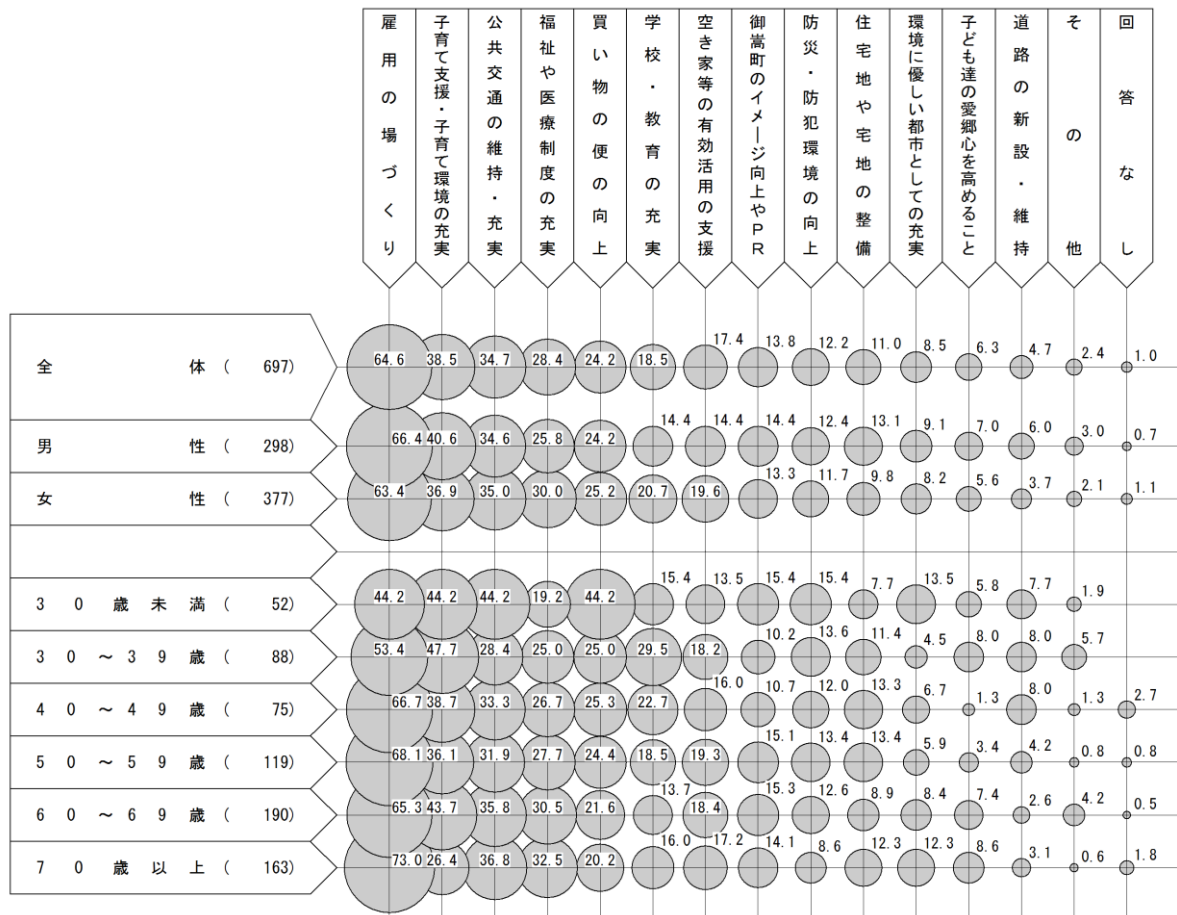 雇用の場づくり
子育て支援・子育て環境の充実
公共交通の維持・充実
福祉や医療制度の充実
買い物の便の向上
学校・教育の充実
空き家等の有効活用の支援
御嵩町のイメージ向上やPR
防災・防犯環境の向上
住宅地や宅地の整備
環境に優しい都市としての充実
子ども達の愛郷心を高めること
道路の新設・維持
その他
回答なし
全体( 697) 64.6 38.5 34.7 28.4 24.2 18.5 17.4 13.8 12.2 11.0 8.5 6.3 4.7 2.4 1.0
男性( 298) 66.4 40.6 34.6 25.8 24.2 14.4 14.4 14.4 12.4 13.1 9.1 7.0 6.0 3.0 0.7
女性( 377) 63.4 36.9 35.0 30.0 25.2 20.7 19.6 13.3 11.7 9.8 8.2 5.6 3.7 2.1 1.1
30歳未満( 52) 44.2 44.2 44.2 19.2 44.2 15.4 13.5 15.4 15.4 7.7 13.5 5.8 7.7 1.9
30~39歳( 88) 53.4 47.7 28.4 25.0 25.0 29.5 18.2 10.2 13.6 11.4 4.5 8.0 8.0 5.7
40~49歳( 75) 66.7 38.7 33.3 26.7 25.3 22.7 16.0 10.7 12.0 13.3 6.7 1.3 8.0 1.3 2.7
50~59歳( 119) 68.1 36.1 31.9 27.7 24.4 18.5 19.3 15.1 13.4 13.4 5.9 3.4 4.2 0.8 0.8
60~69歳( 190) 65.3 43.7 35.8 30.5 21.6 13.7 18.4 15.3 12.6 8.9 8.4 7.4 2.6 4.2 0.5
70歳以上( 163) 73.0 26.4 36.8 32.5 20.2 16.0 17.2 14.1 8.6 12.3 12.3 8.6 3.1 0.6 1.8